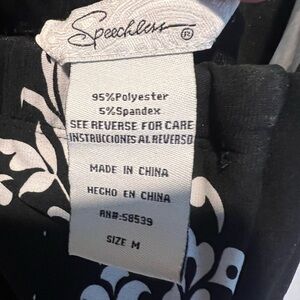 Speechless ®
95%Polyester
5%Spandex
SEE REVERSE FOR CARE
INSTRUCCIONES AL REVERSO
MADE IN CHINA
HECHO EN CHINA
RN#:58539
SIZE M